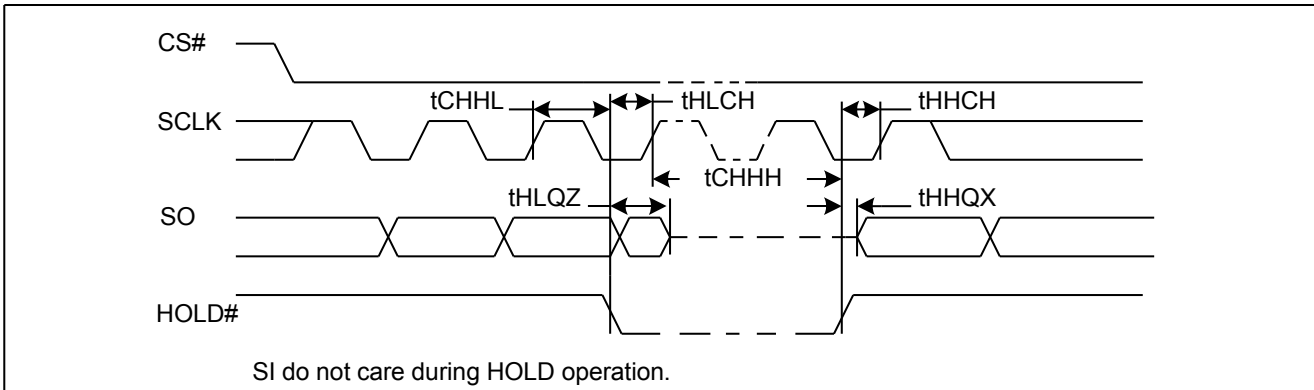 CS#
tCHHL
tHLCH
tHHCH
SCLK
tCHHH
tHLQZ
tHHQX
SO
HOLD#
SI do not care during HOLD operation.